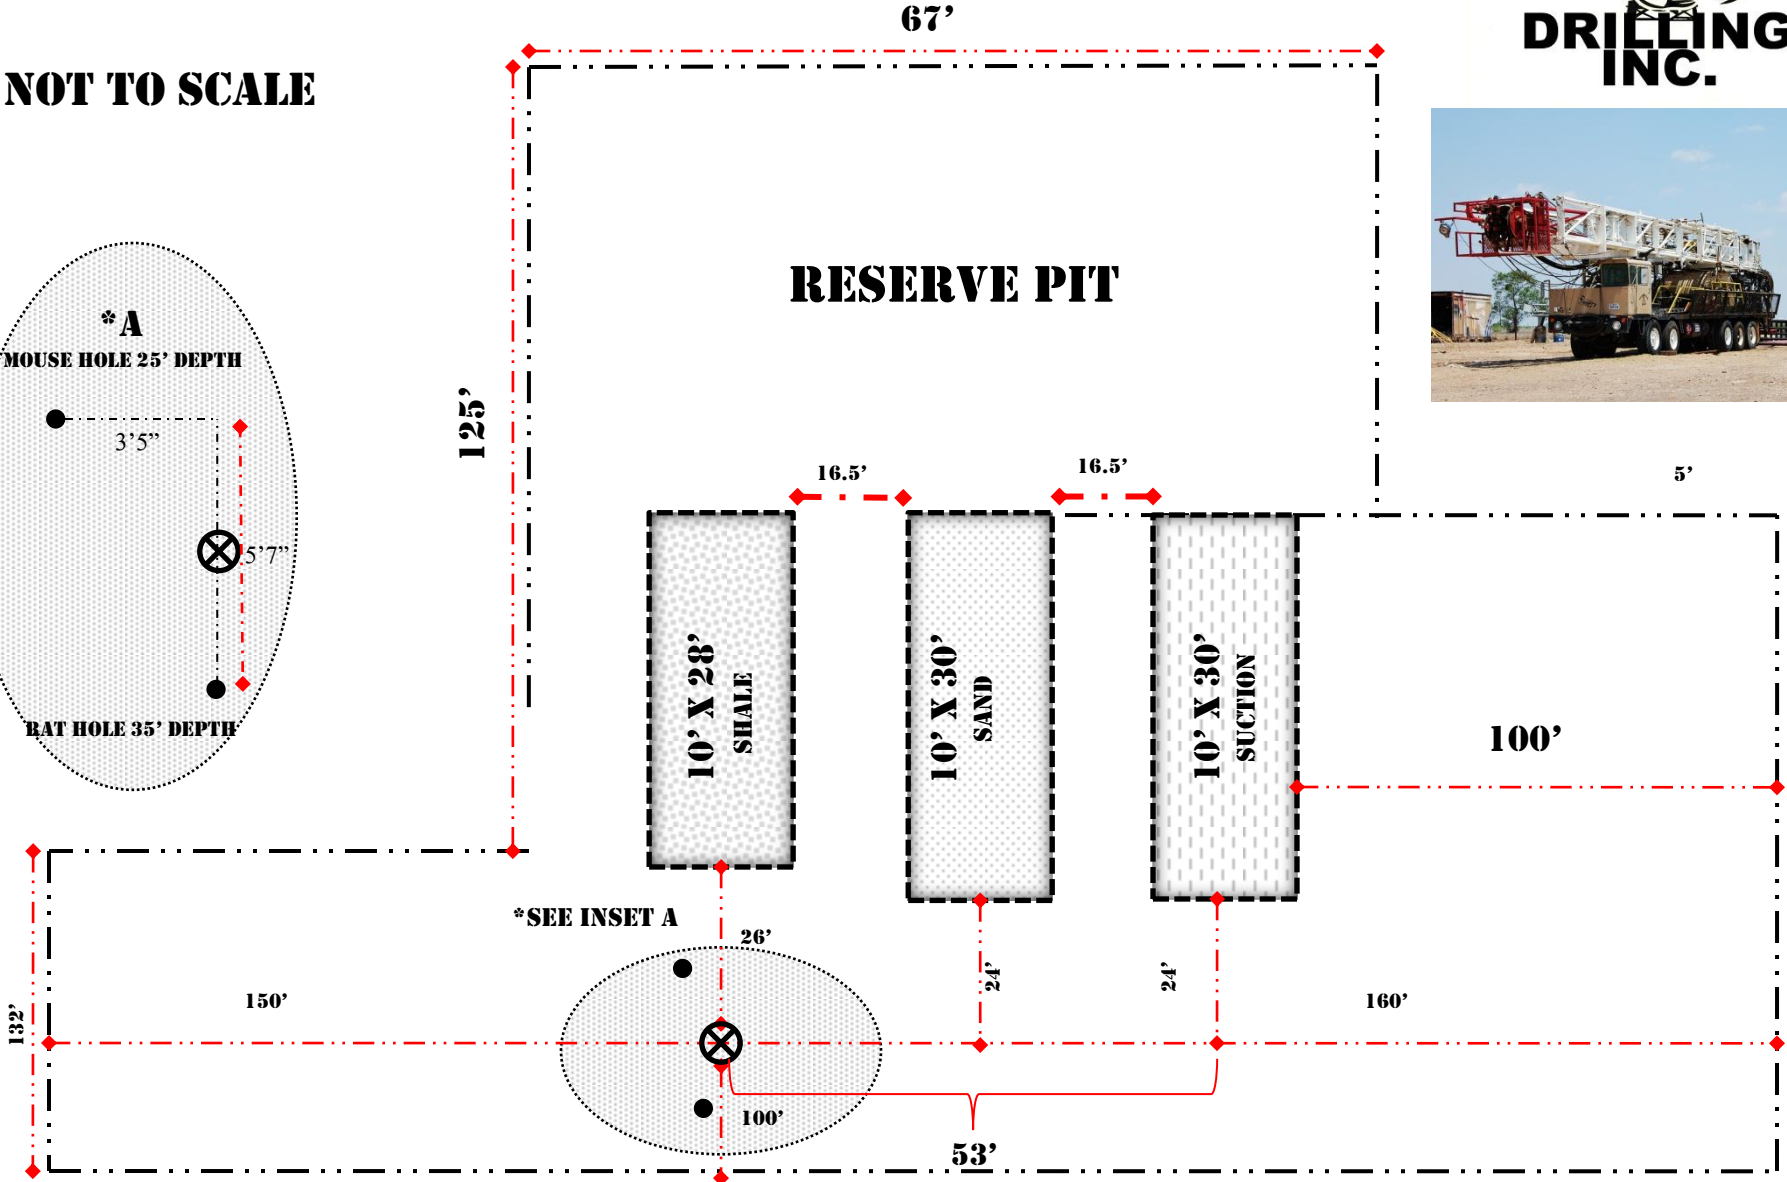 67’
DRILLING
INC.
NOT TO SCALE
RESERVE PIT
*A
MOUSE HOLE 25’ DEPTH
3’5”
5’7”
RAT HOLE 35’ DEPTH
125’
16.5’
16.5’
5’
10’ X 28’
SHALE
10’ X 30’
SAND
10’ X 30’
SUCTION
100’
*SEE INSET A
26’
24’
24’
150’
160’
132’
100’
53’